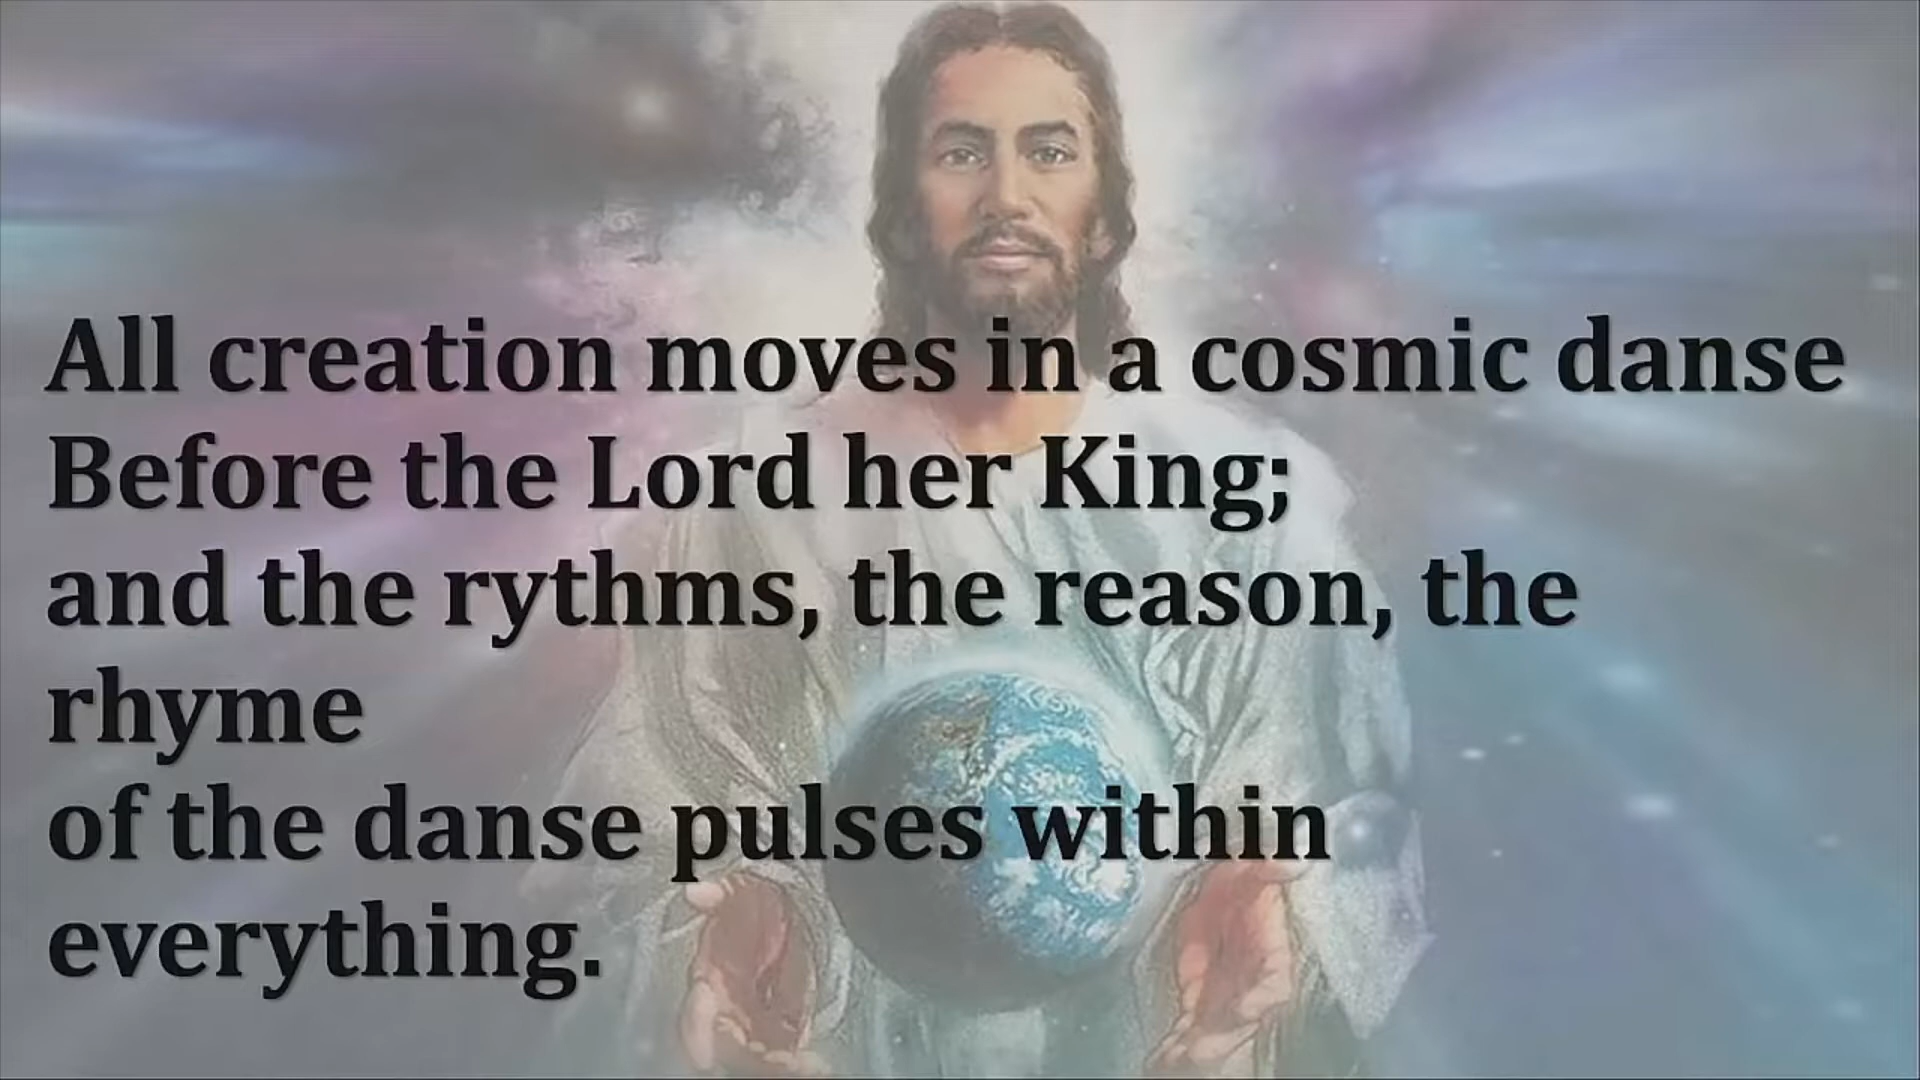 All creation moves in a cosmic danse
Before the Lord her King;
and the rythms, the reason, the
rhyme
of the danse pulses within
everything.